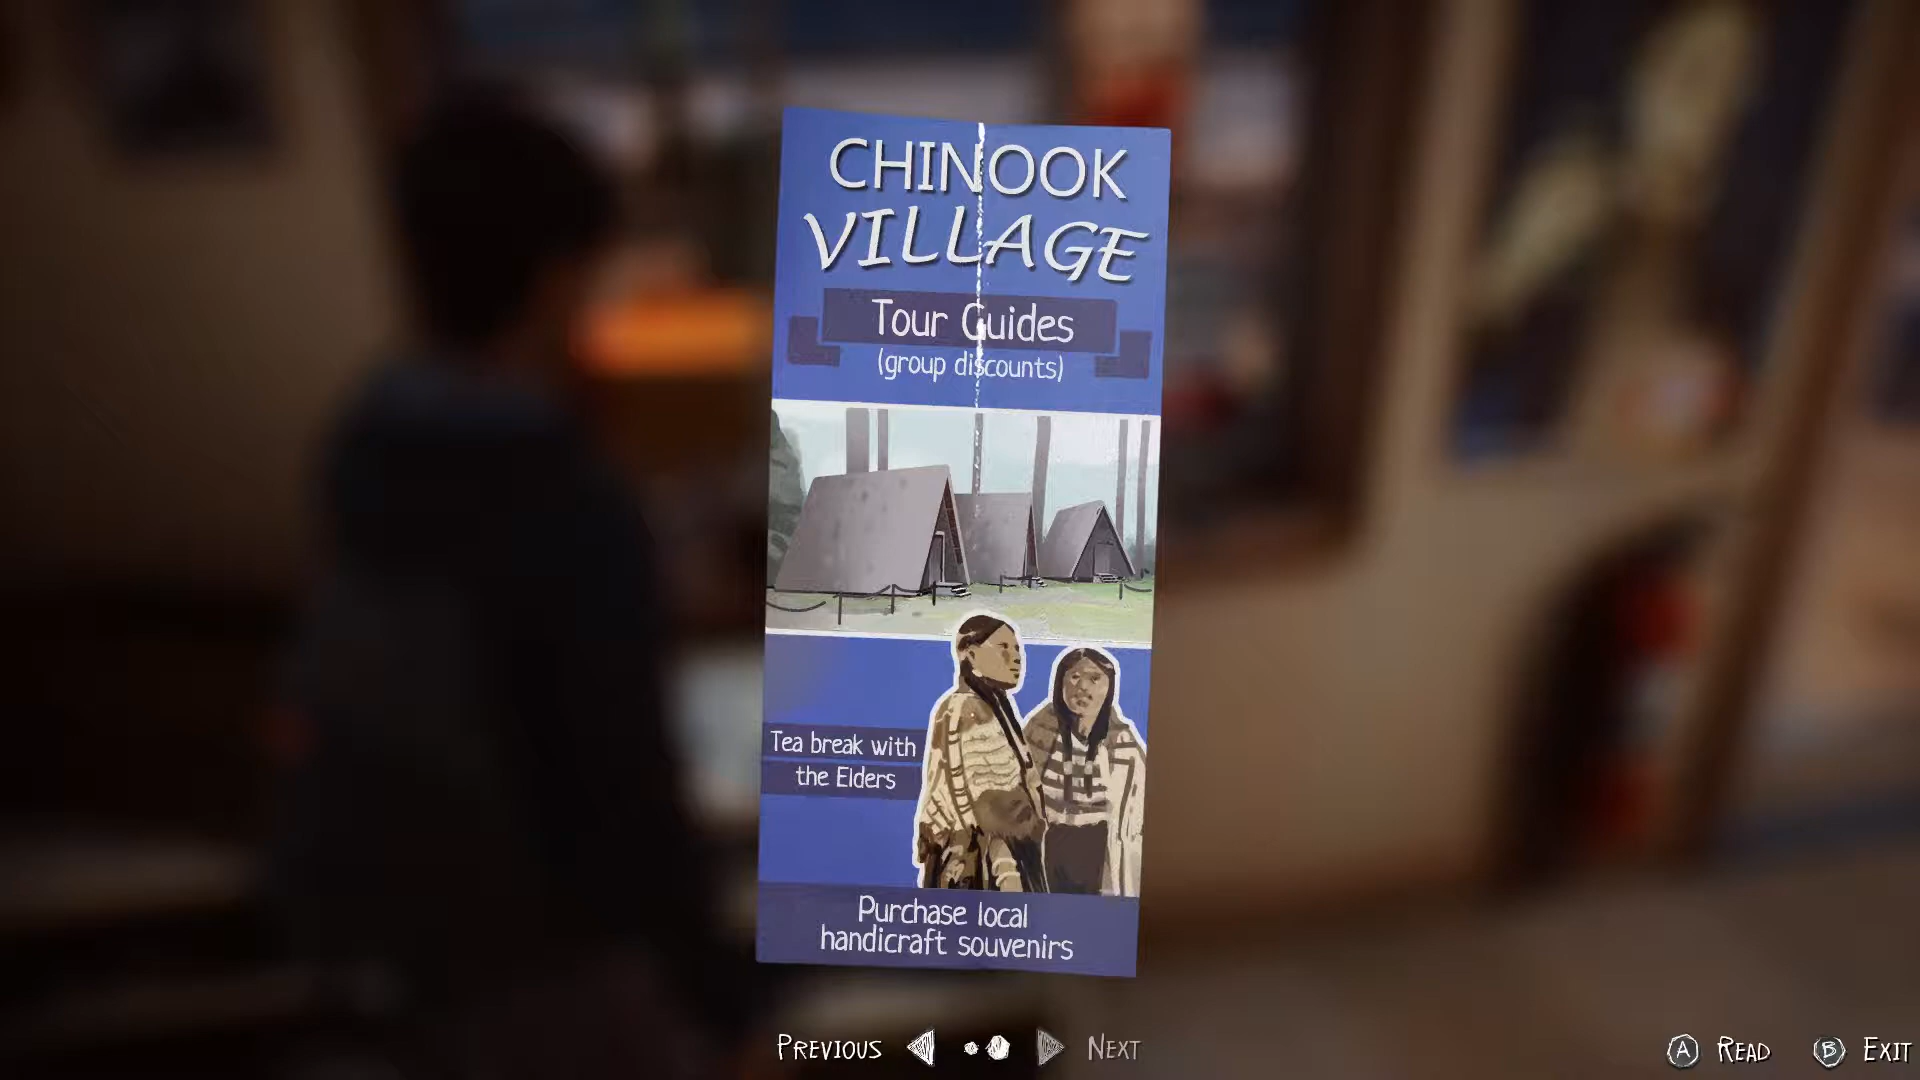 CHINOOK
VILLAGE
Tour Guides
(group discounts)
Tea break with
the Elders
Purchase local
handicraft souvenirs
PREVIOUS
NEXT
A READ
B EXIT